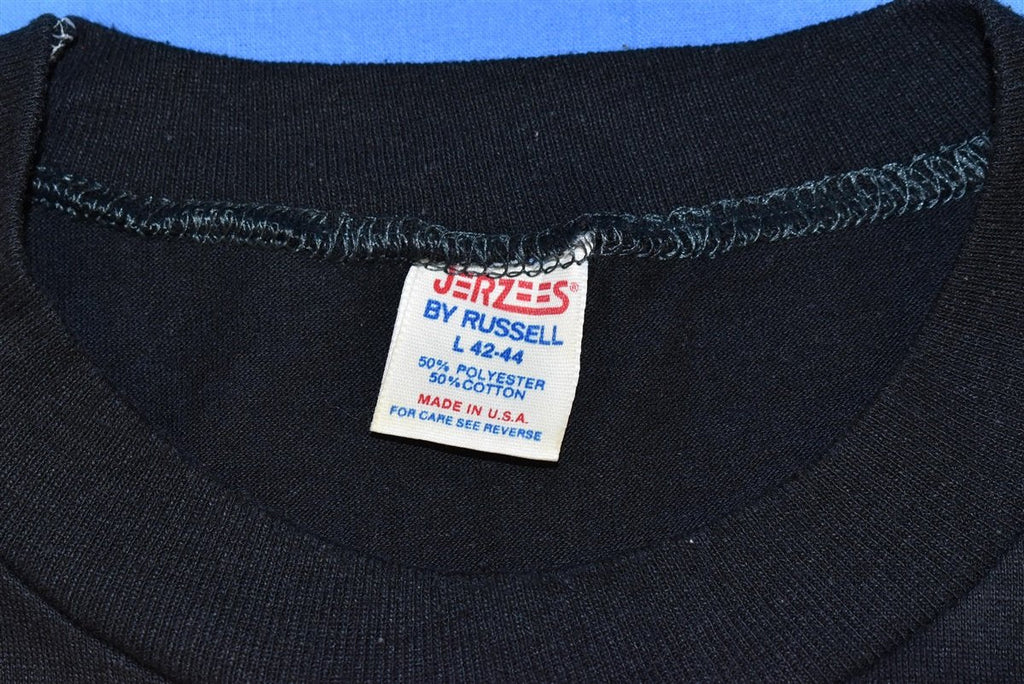 JERZEES®
BY RUSSELL
L 42-44
50% POLYESTER
50% COTTON
MADE IN U.S.A.
FOR CARE SEE REVERSE